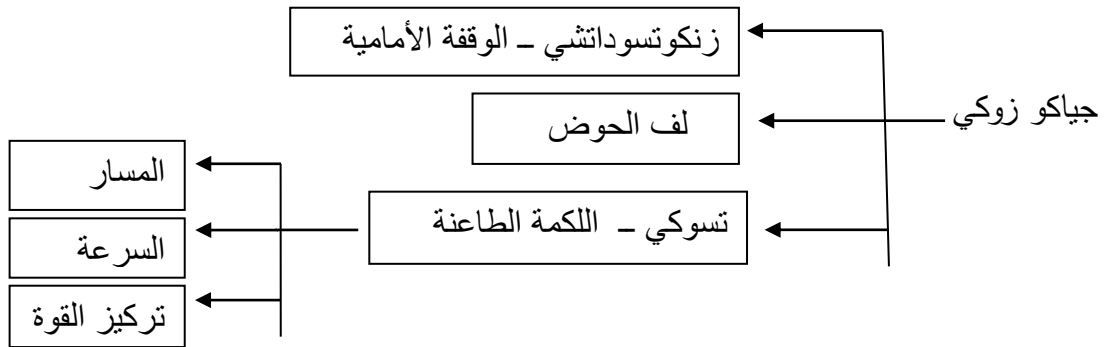 زنكوتسوداتشي – الوقفة الأمامية
جياكو زوكي
لف الحوض
المسار
تسوكي – اللكمة الطاعنة
السرعة
تركيز القوة